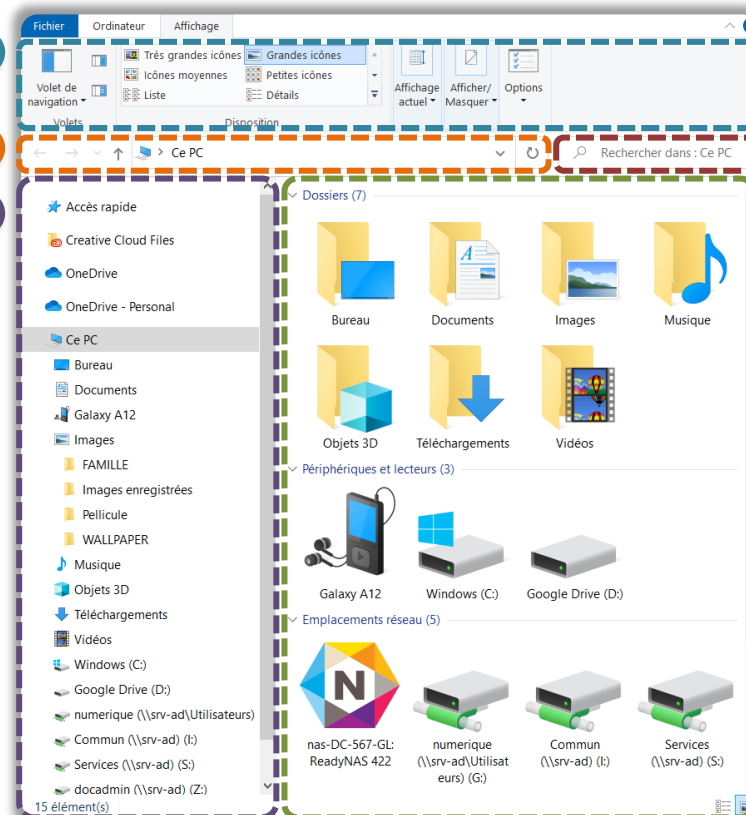 Fichier Ordinateur Affichage
Très grandes icônes Grandes icônes
Icônes moyennes Petites icônes
Liste Détails
Volet de navigation
Affichage actuel
Afficher/ Masquer
Options
Volets Disposition
Ce PC
Rechercher dans : Ce PC
Accès rapide
Creative Cloud Files
OneDrive
OneDrive - Personal
Ce PC
Bureau
Documents
Galaxy A12
Images
FAMILLE
Images enregistrées
Pellicule
WALLPAPER
Musique
Objets 3D
Téléchargements
Vidéos
Windows (C:)
Google Drive (D:)
numerique (\\srv-ad\Utilisateurs)
Commun (\\srv-ad) (I:)
Services (\\srv-ad) (S:)
docadmin (\\srv-ad) (Z:)
15 élément(s)
Dossiers (7)
Bureau Documents Images Musique
Objets 3D Téléchargements Vidéos
Périphériques et lecteurs (3)
Galaxy A12 Windows (C:) Google Drive (D:)
Emplacements réseau (5)
N
nas-DC-567-GL: numerique Commun Services
ReadyNAS 422 (\\srv-ad\Utilisat (\\srv-ad) (I:) (\\srv-ad) (S:)
eurs) (G:)